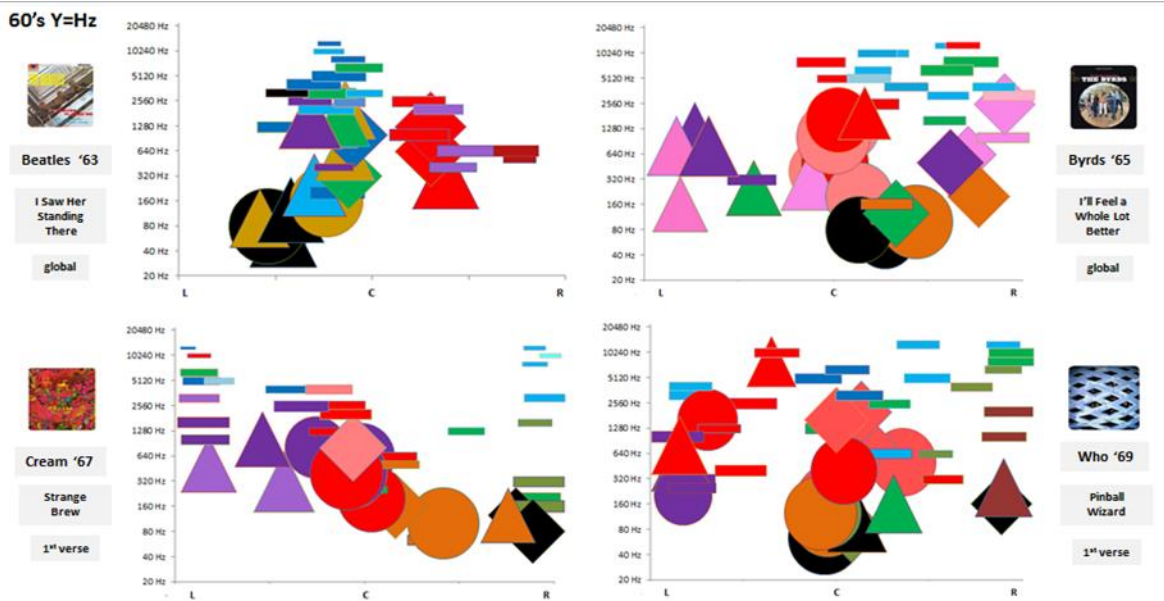 60's Y=Hz
20480 Hz
10240 Hz
5120 Hz
2560 Hz
1280 Hz
640 Hz
320 Hz
160 Hz
80 Hz
40 Hz
20 Hz
L
C
R
Beatles '63
I Saw Her
Standing
There
global
20480 Hz
10240 Hz
5120 Hz
2560 Hz
1280 Hz
640 Hz
320 Hz
160 Hz
80 Hz
40 Hz
20 Hz
L
C
R
THE BYRDS
Byrds '65
I'll Feel a
Whole Lot
Better
global
20480 Hz
10240 Hz
5120 Hz
2560 Hz
1280 Hz
640 Hz
320 Hz
160 Hz
80 Hz
40 Hz
20 Hz
L
C
R
Cream '67
Strange
Brew
1st verse
20480 Hz
10240 Hz
5120 Hz
2560 Hz
1280 Hz
640 Hz
320 Hz
160 Hz
80 Hz
40 Hz
20 Hz
L
C
R
Who '69
Pinball
Wizard
1st verse